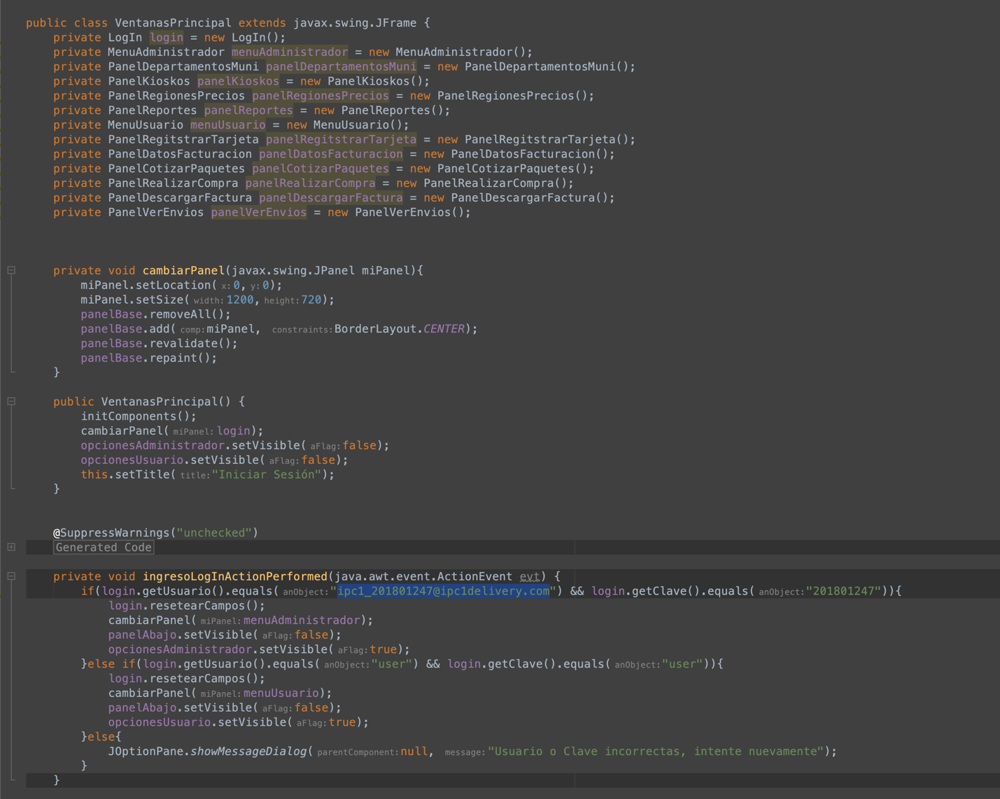 public class VentanasPrincipal extends javax.swing.JFrame {
private LogIn login = new LogIn();
private MenuAdministrador menuAdministrador = new MenuAdministrador();
private PanelDepartamentosMuni panelDepartamentosMuni = new PanelDepartamentosMuni();
private PanelKioskos panelKioskos = new PanelKioskos();
private PanelRegionesPrecios panelRegionesPrecios = new PanelRegionesPrecios();
private PanelReportes panelReportes = new PanelReportes();
private MenuUsuario menuUsuario = new MenuUsuario();
private PanelRegitstrarTarjeta panelRegitstrarTarjeta = new PanelRegitstrarTarjeta();
private PanelDatosFacturacion panelDatosFacturacion = new PanelDatosFacturacion();
private PanelCotizarPaquetes panelCotizarPaquetes = new PanelCotizarPaquetes();
private PanelRealizarCompra panelRealizarCompra = new PanelRealizarCompra();
private PanelDescargarFactura panelDescargarFactura = new PanelDescargarFactura();
private PanelVerEnvios panelVerEnvios = new PanelVerEnvios();
private void cambiarPanel(javax.swing.JPanel miPanel){
miPanel.setLocation( x: 0, y: 0);
miPanel.setSize( width: 1200, height: 720);
panelBase.removeAll();
panelBase.add( comp: miPanel, constraints: BorderLayout.CENTER);
panelBase.revalidate();
panelBase.repaint();
}
public VentanasPrincipal() {
initComponents();
cambiarPanel( miPanel: login);
opcionesAdministrador.setVisible( aFlag: false);
opcionesUsuario.setVisible( aFlag: false);
this.setTitle( title: "Iniciar Sesión");
}
@SuppressWarnings("unchecked")
Generated Code
private void ingresoLogInActionPerformed(java.awt.event.ActionEvent evt) {
if(login.getUsuario().equals( anObject: "ipc1_201801247@ipc1delivery.com") && login.getClave().equals( anObject: "201801247")){
login.resetearCampos();
cambiarPanel( miPanel: menuAdministrador);
panelAbajo.setVisible( aFlag: false);
opcionesAdministrador.setVisible( aFlag: true);
}else if(login.getUsuario().equals( anObject: "user") && login.getClave().equals( anObject: "user")){
login.resetearCampos();
cambiarPanel( miPanel: menuUsuario);
panelAbajo.setVisible( aFlag: false);
opcionesUsuario.setVisible( aFlag: true);
}else{
JOptionPane.showMessageDialog( parentComponent: null, message: "Usuario o Clave incorrectas, intente nuevamente");
}
}